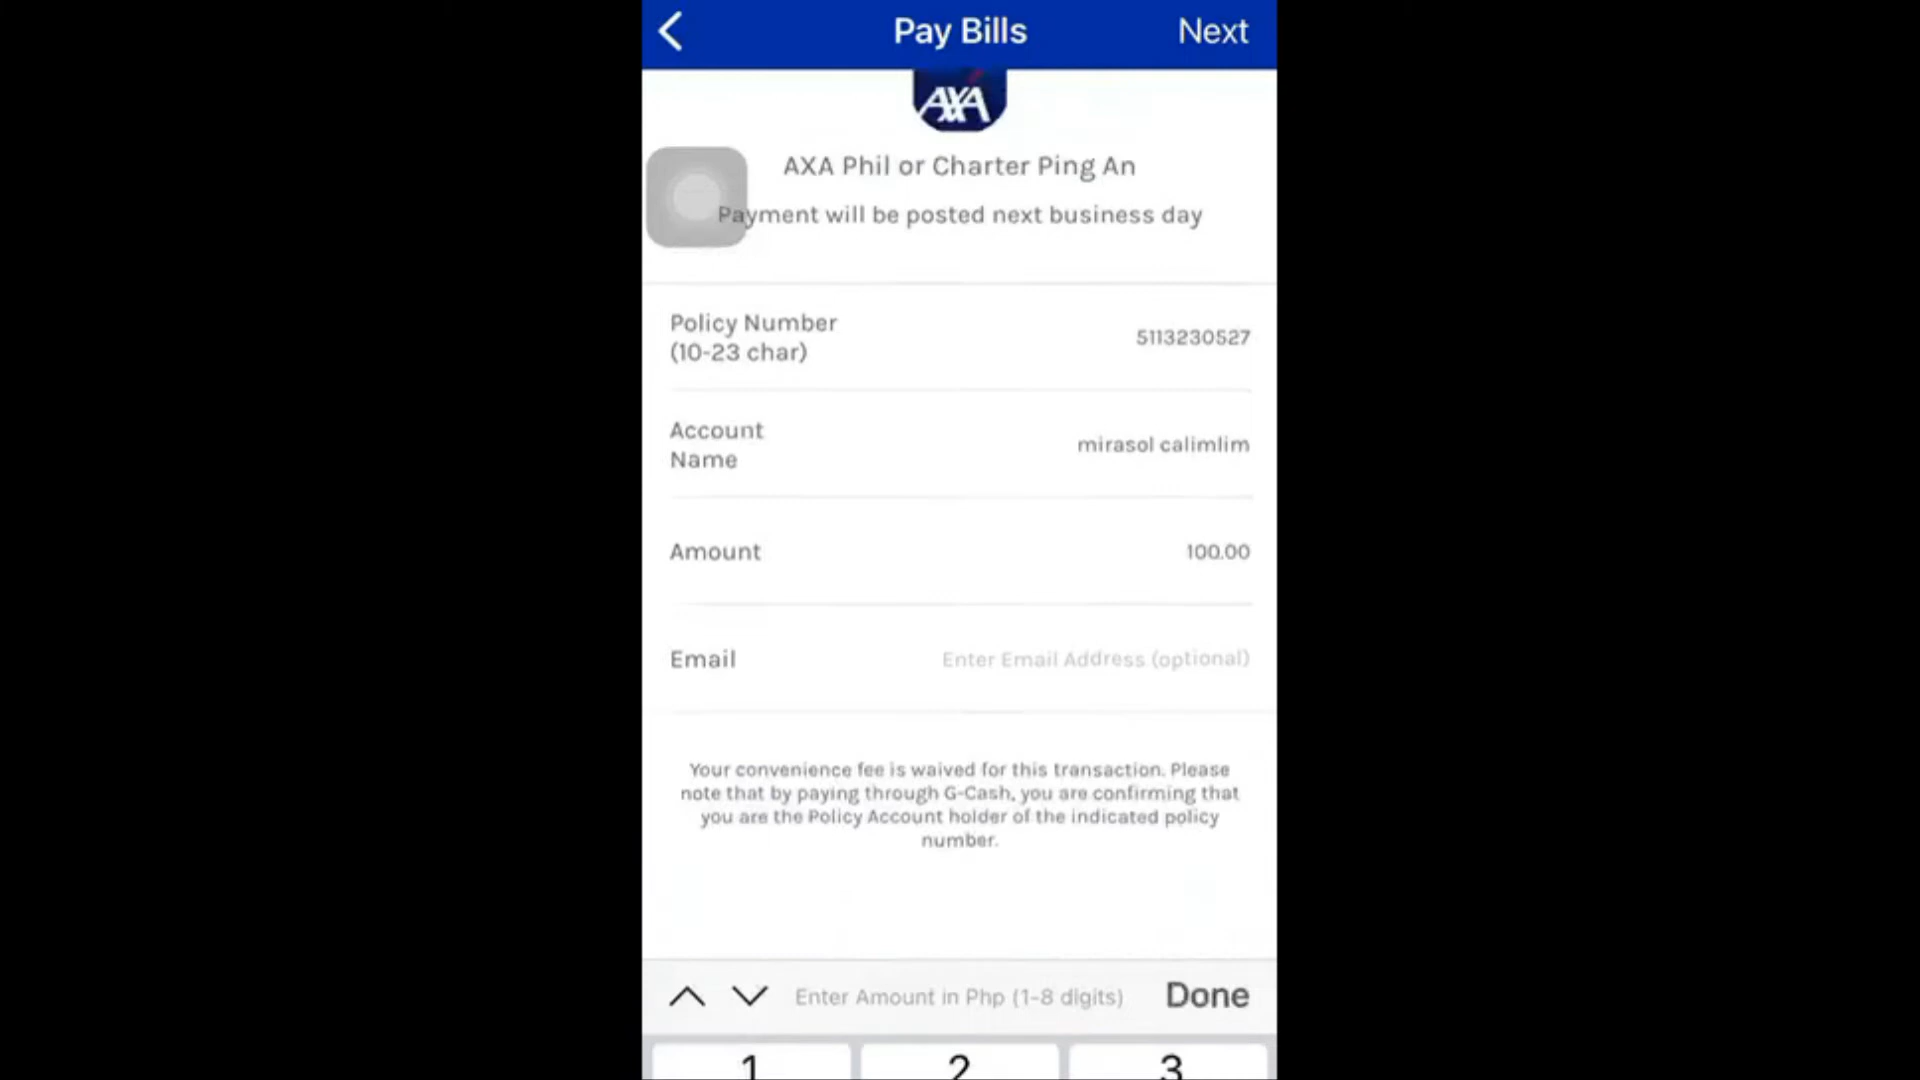 Pay Bills
Next
AXA
AXA Phil or Charter Ping An
Payment will be posted next business day
Policy Number
(10-23 char)
5113230527
Account
Name
mirasol calimlim
Amount
100.00
Email
Enter Email Address (optional)
Your convenience fee is waived for this transaction. Please
note that by paying through G-Cash, you are confirming that
you are the Policy Account holder of the indicated policy
number.
Enter Amount in Php (1-8 digits)
Done
1
2
3